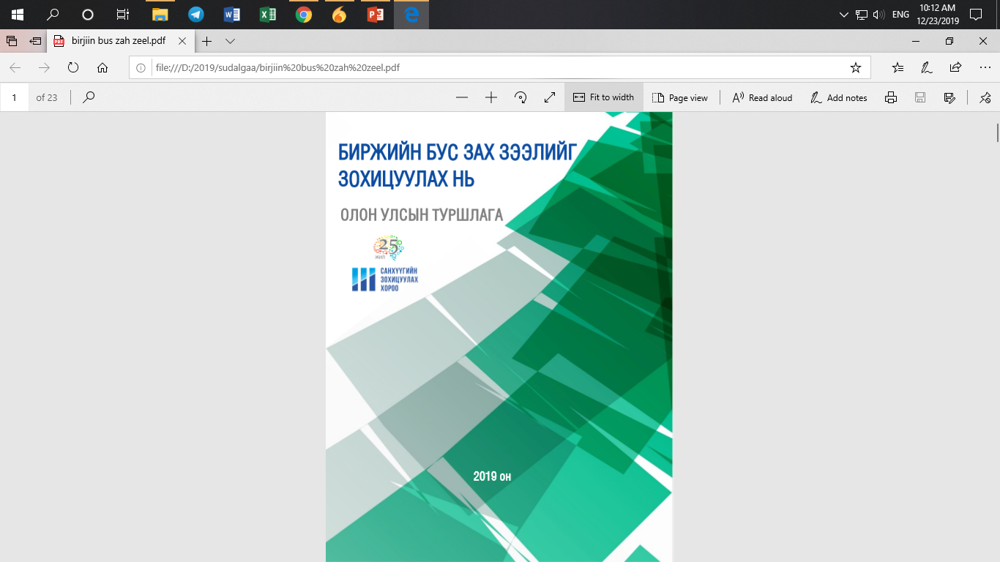 ENG
10:12 AM
12/23/2019
birjiin bus zah zeel.pdf
file:///D:/2019/sudalgaa/birjiin%20bus%20zah%20zeel.pdf
1 of 23
Fit to width
Page view
Read aloud
Add notes
БИРЖИЙН БУС ЗАХ ЗЭЭЛИЙГ
ЗОХИЦУУЛАХ НЬ
ОЛОН УЛСЫН ТУРШЛАГА
25
ЖИЛ
САНХҮҮГИЙН
ЗОХИЦУУЛАХ
ХОРОО
2019 он